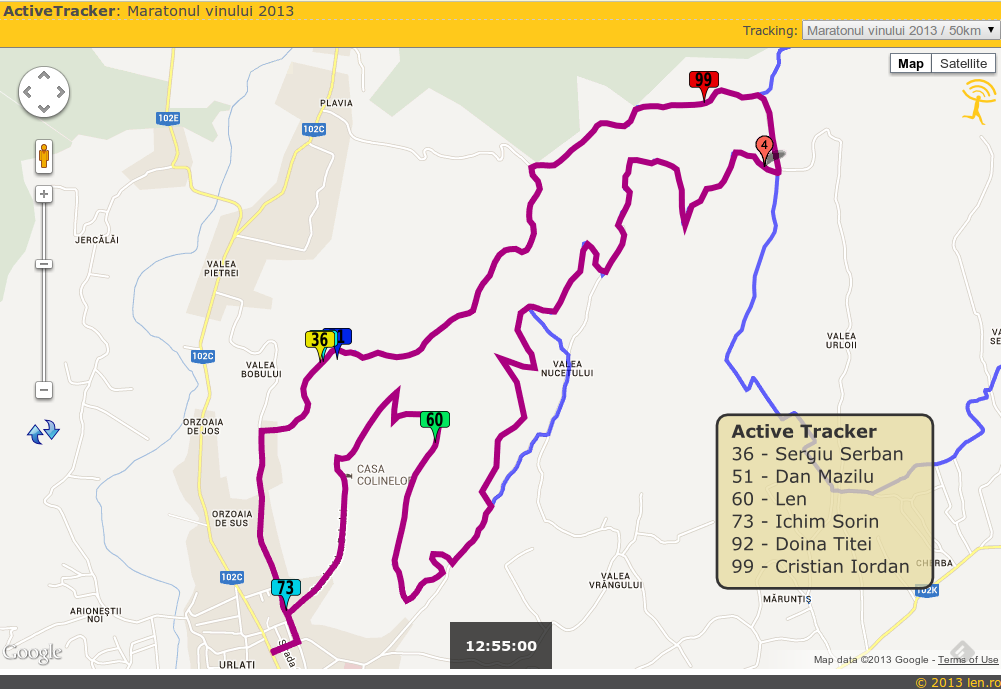 ActiveTracker: Maratonul vinului 2013
Tracking: Maratonul vinului 2013 / 50km
Map Satellite
99
PLAVIA
102E
102C
4
JERCĂLĂI
VALEA
PIETREI
36
1
102C
VALEA
BOBULUI
VALEA
URLOII
VALEA
NUCETULUI
ORZOAIA
DE JOS
60
Active Tracker
36 - Sergiu Serban
51 - Dan Mazilu
60 - Len
73 - Ichim Sorin
92 - Doina Titei
99 - Cristian Iordan
CASA
COLINELOR
ORZOAIA
DE SUS
102C
73
VALEA
VRÂNGULUI
CHERBA
102K
MĂRUNȚIȘ
ARIONEȘTII
NOI
12:55:00
Google
URLATI
Map data ©2013 Google - Terms of Use
© 2013 len.ro